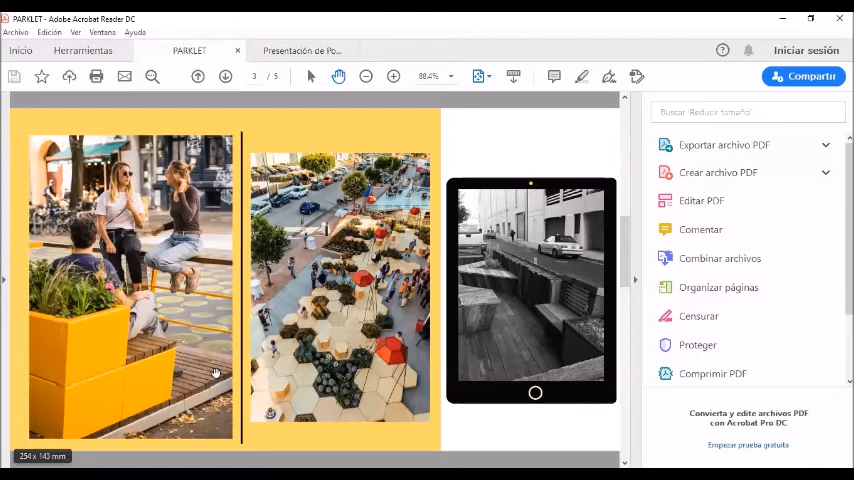 PARKLET - Adobe Acrobat Reader DC
Archivo Edición Ver Ventana Ayuda
Inicio Herramientas PARKLET × Presentación de Po... ? Iniciar sesión
3 / 5 88.4% Compartir
Buscar 'Reduce tamaño'
Exportar archivo PDF
Crear archivo PDF
Editar PDF
Comentar
Combinar archivos
Organizar páginas
Censurar
Proteger
Comprimir PDF
Convierta y edite archivos PDF
con Acrobat Pro DC
Empezar prueba gratuita
254 x 143 mm